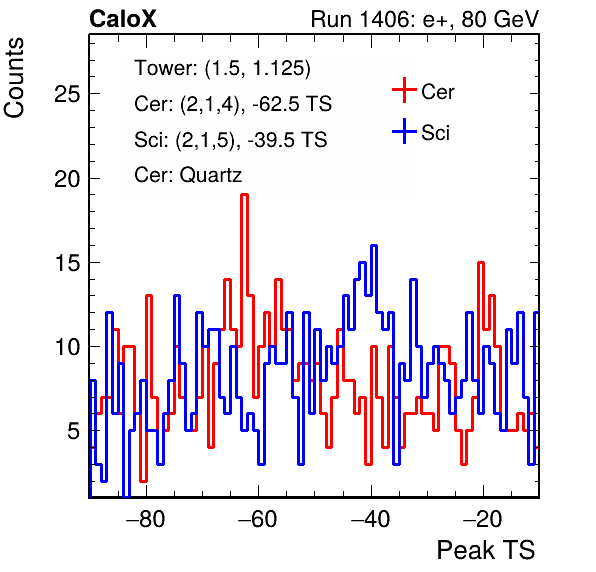 CaloX
Run 1406: e+, 80 GeV
Counts
Tower: (1.5, 1.125)
Cer: (2,1,4), -62.5 TS
Sci: (2,1,5), -39.5 TS
Cer: Quartz
Cer
Sci
25
20
15
10
5
−80
−60
−40
−20
Peak TS